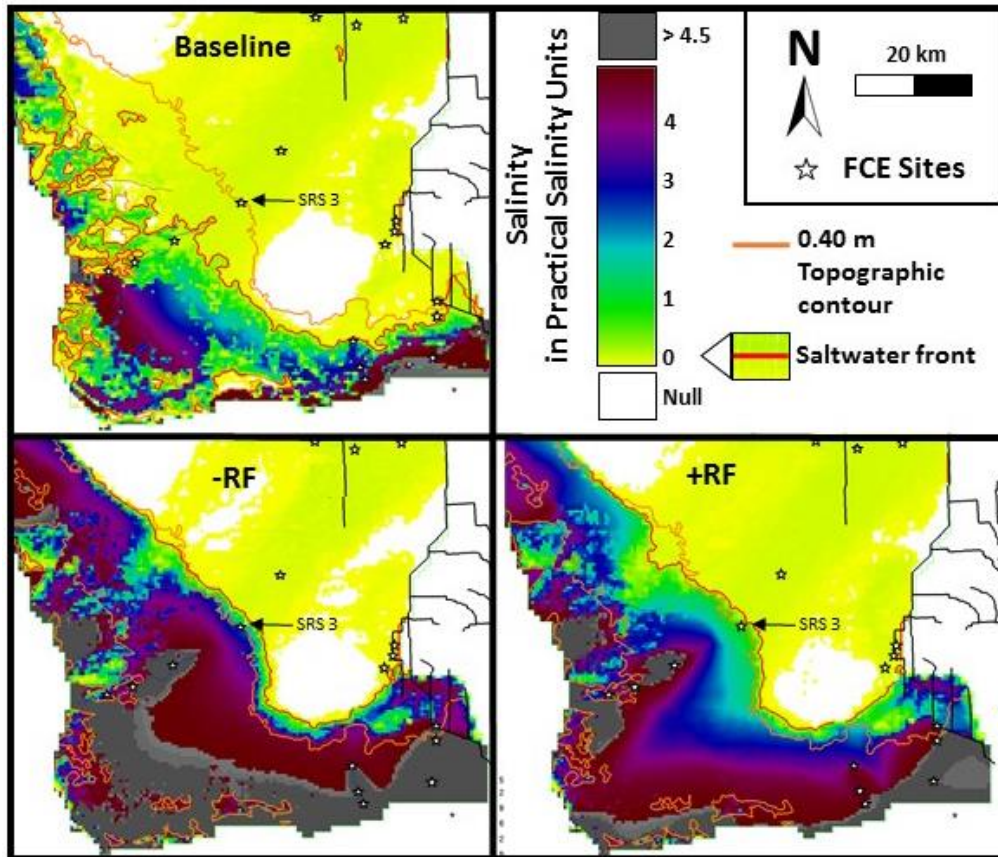 Baseline
SRS 3
Salinity
in Practical Salinity Units
> 4.5
4
3
2
1
0
Null
N
20 km
FCE Sites
0.40 m
Topographic
contour
Saltwater front
-RF
SRS 3
+RF
SRS 3